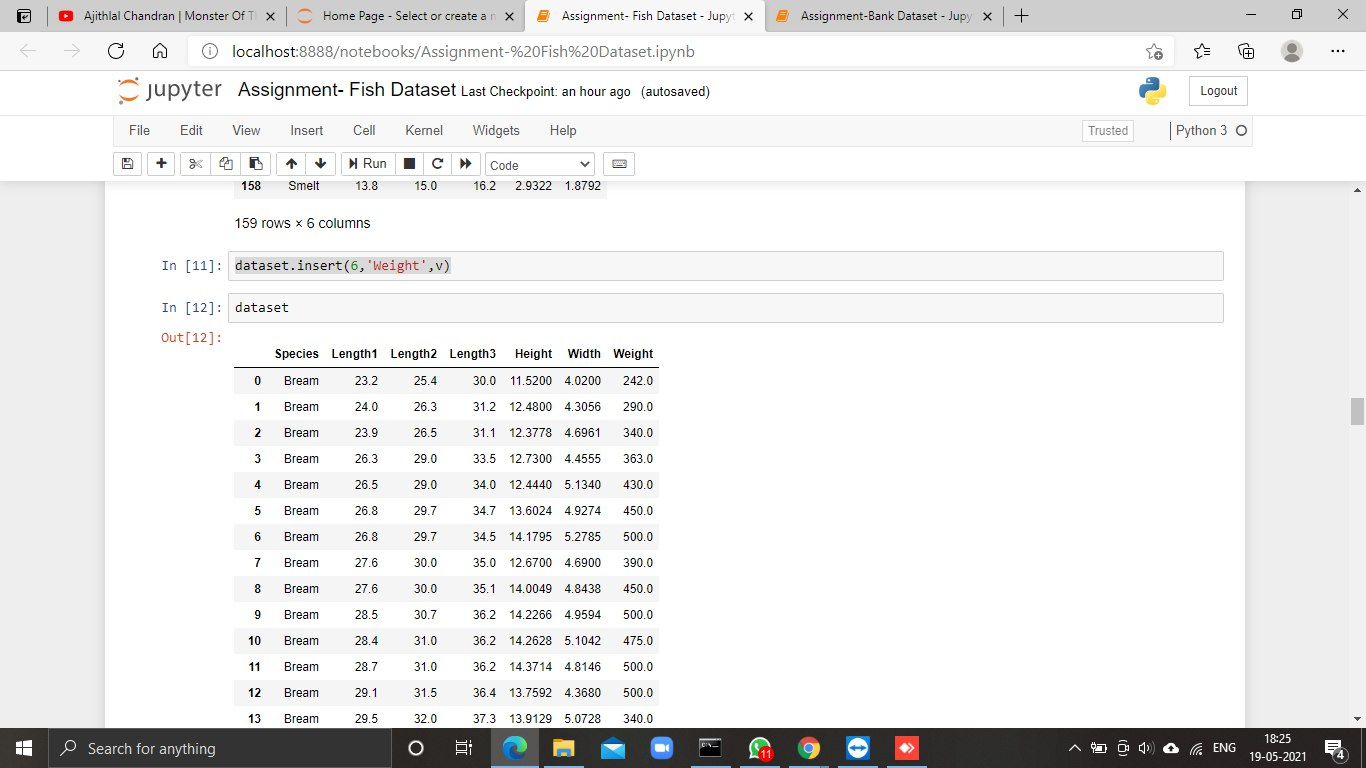 Ajithlal Chandran | Monster Of Th
Home Page - Select or create a n
Assignment- Fish Dataset - Jupyt
Assignment-Bank Dataset - Jupy
localhost:8888/notebooks/Assignment-%20Fish%20Dataset.ipynb
jupyter Assignment- Fish Dataset Last Checkpoint: an hour ago (autosaved)
Logout
File Edit View Insert Cell Kernel Widgets Help
Trusted
Python 3
Run
Code
158 Smelt 13.8 15.0 16.2 2.9322 1.8792
159 rows × 6 columns
In [11]: dataset.insert(6,'Weight',v)
In [12]: dataset
Out[12]:
Species Length1 Length2 Length3 Height Width Weight
0 Bream 23.2 25.4 30.0 11.5200 4.0200 242.0
1 Bream 24.0 26.3 31.2 12.4800 4.3056 290.0
2 Bream 23.9 26.5 31.1 12.3778 4.6961 340.0
3 Bream 26.3 29.0 33.5 12.7300 4.4555 363.0
4 Bream 26.5 29.0 34.0 12.4440 5.1340 430.0
5 Bream 26.8 29.7 34.7 13.6024 4.9274 450.0
6 Bream 26.8 29.7 34.5 14.1795 5.2785 500.0
7 Bream 27.6 30.0 35.0 12.6700 4.6900 390.0
8 Bream 27.6 30.0 35.1 14.0049 4.8438 450.0
9 Bream 28.5 30.7 36.2 14.2266 4.9594 500.0
10 Bream 28.4 31.0 36.2 14.2628 5.1042 475.0
11 Bream 28.7 31.0 36.2 14.3714 4.8146 500.0
12 Bream 29.1 31.5 36.4 13.7592 4.3680 500.0
13 Bream 29.5 32.0 37.3 13.9129 5.0728 340.0
Search for anything
11
ENG
18:25
19-05-2021
4